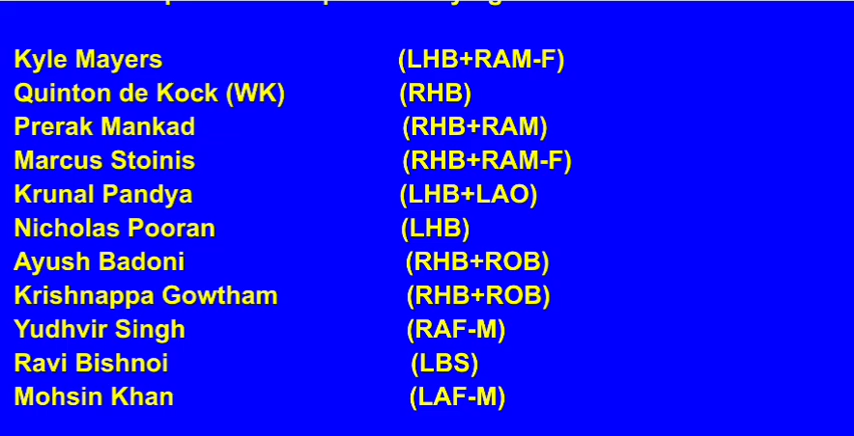 Kyle Mayers (LHB+RAM-F)
Quinton de Kock (WK) (RHB)
Prerak Mankad (RHB+RAM)
Marcus Stoinis (RHB+RAM-F)
Krunal Pandya (LHB+LAO)
Nicholas Pooran (LHB)
Ayush Badoni (RHB+ROB)
Krishnappa Gowtham (RHB+ROB)
Yudhvir Singh (RAF-M)
Ravi Bishnoi (LBS)
Mohsin Khan (LAF-M)